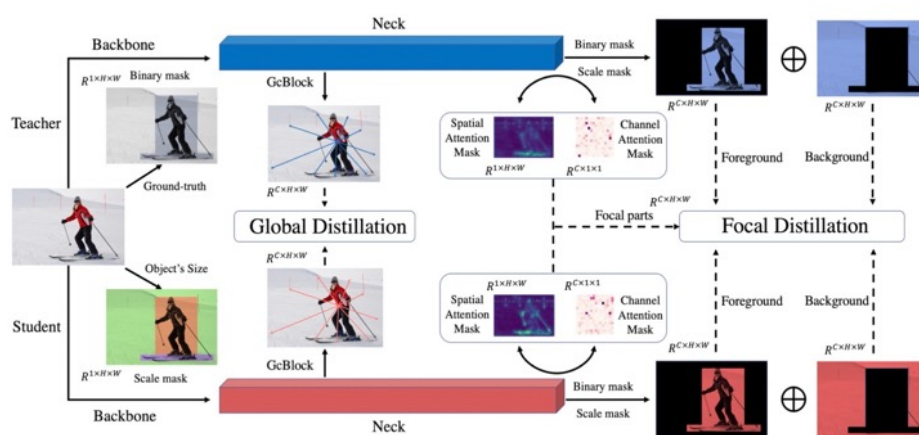 Neck
Backbone
Binary mask
Scale mask
R^{1×H×W}
Binary mask
GcBlock
R^{C×H×W}
R^{C×H×W}
Teacher
Spatial
Attention
Mask
Channel
Attention
Mask
Foreground
Background
R^{1×H×W}
R^{C×1×1}
Ground-truth
R^{C×H×W}
R^{C×H×W}
Global Distillation
Focal parts
Focal Distillation
R^{C×H×W}
Object's Size
R^{1×H×W}
R^{C×1×1}
Student
Spatial
Attention
Mask
Channel
Attention
Mask
Foreground
Background
R^{C×H×W}
R^{C×H×W}
GcBlock
R^{1×H×W}
Scale mask
Binary mask
Scale mask
Backbone
Neck